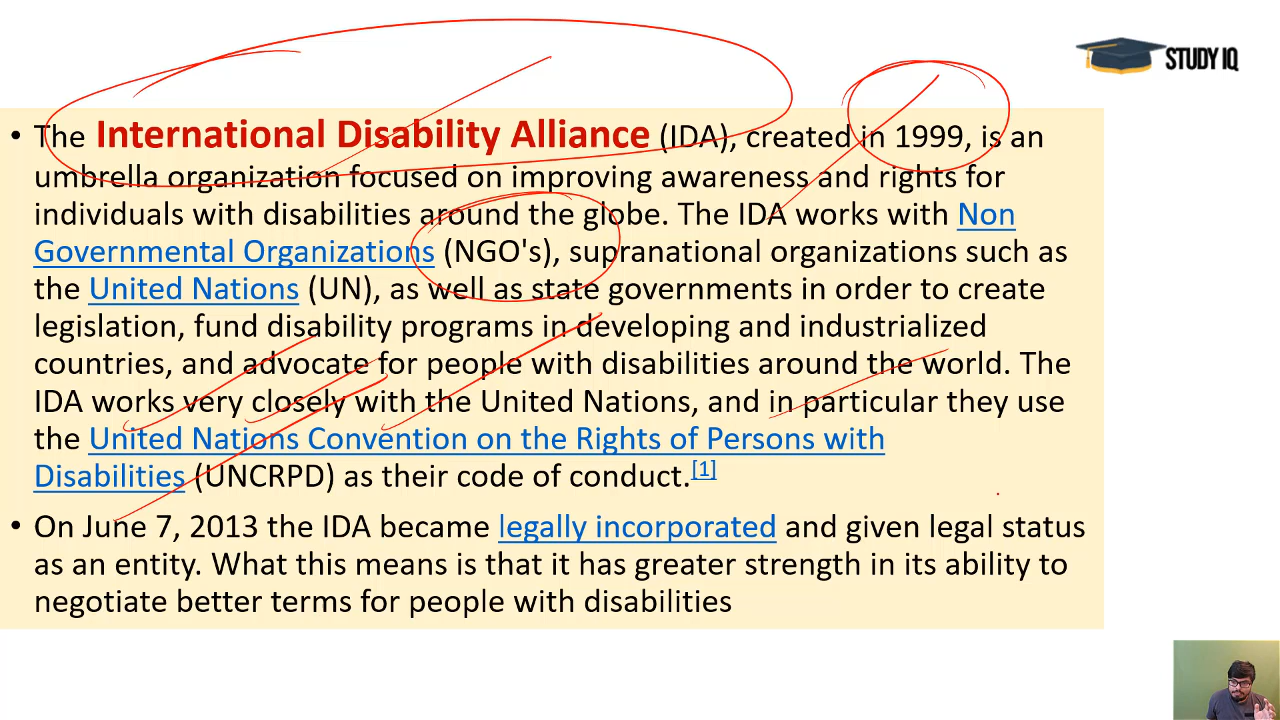 STUDY IQ
• The International Disability Alliance (IDA), created in 1999, is an
umbrella organization focused on improving awareness and rights for
individuals with disabilities around the globe. The IDA works with Non
Governmental Organizations (NGO's), supranational organizations such as
the United Nations (UN), as well as state governments in order to create
legislation, fund disability programs in developing and industrialized
countries, and advocate for people with disabilities around the world. The
IDA works very closely with the United Nations, and in particular they use
the United Nations Convention on the Rights of Persons with
Disabilities (UNCRPD) as their code of conduct.[1]
• On June 7, 2013 the IDA became legally incorporated and given legal status
as an entity. What this means is that it has greater strength in its ability to
negotiate better terms for people with disabilities